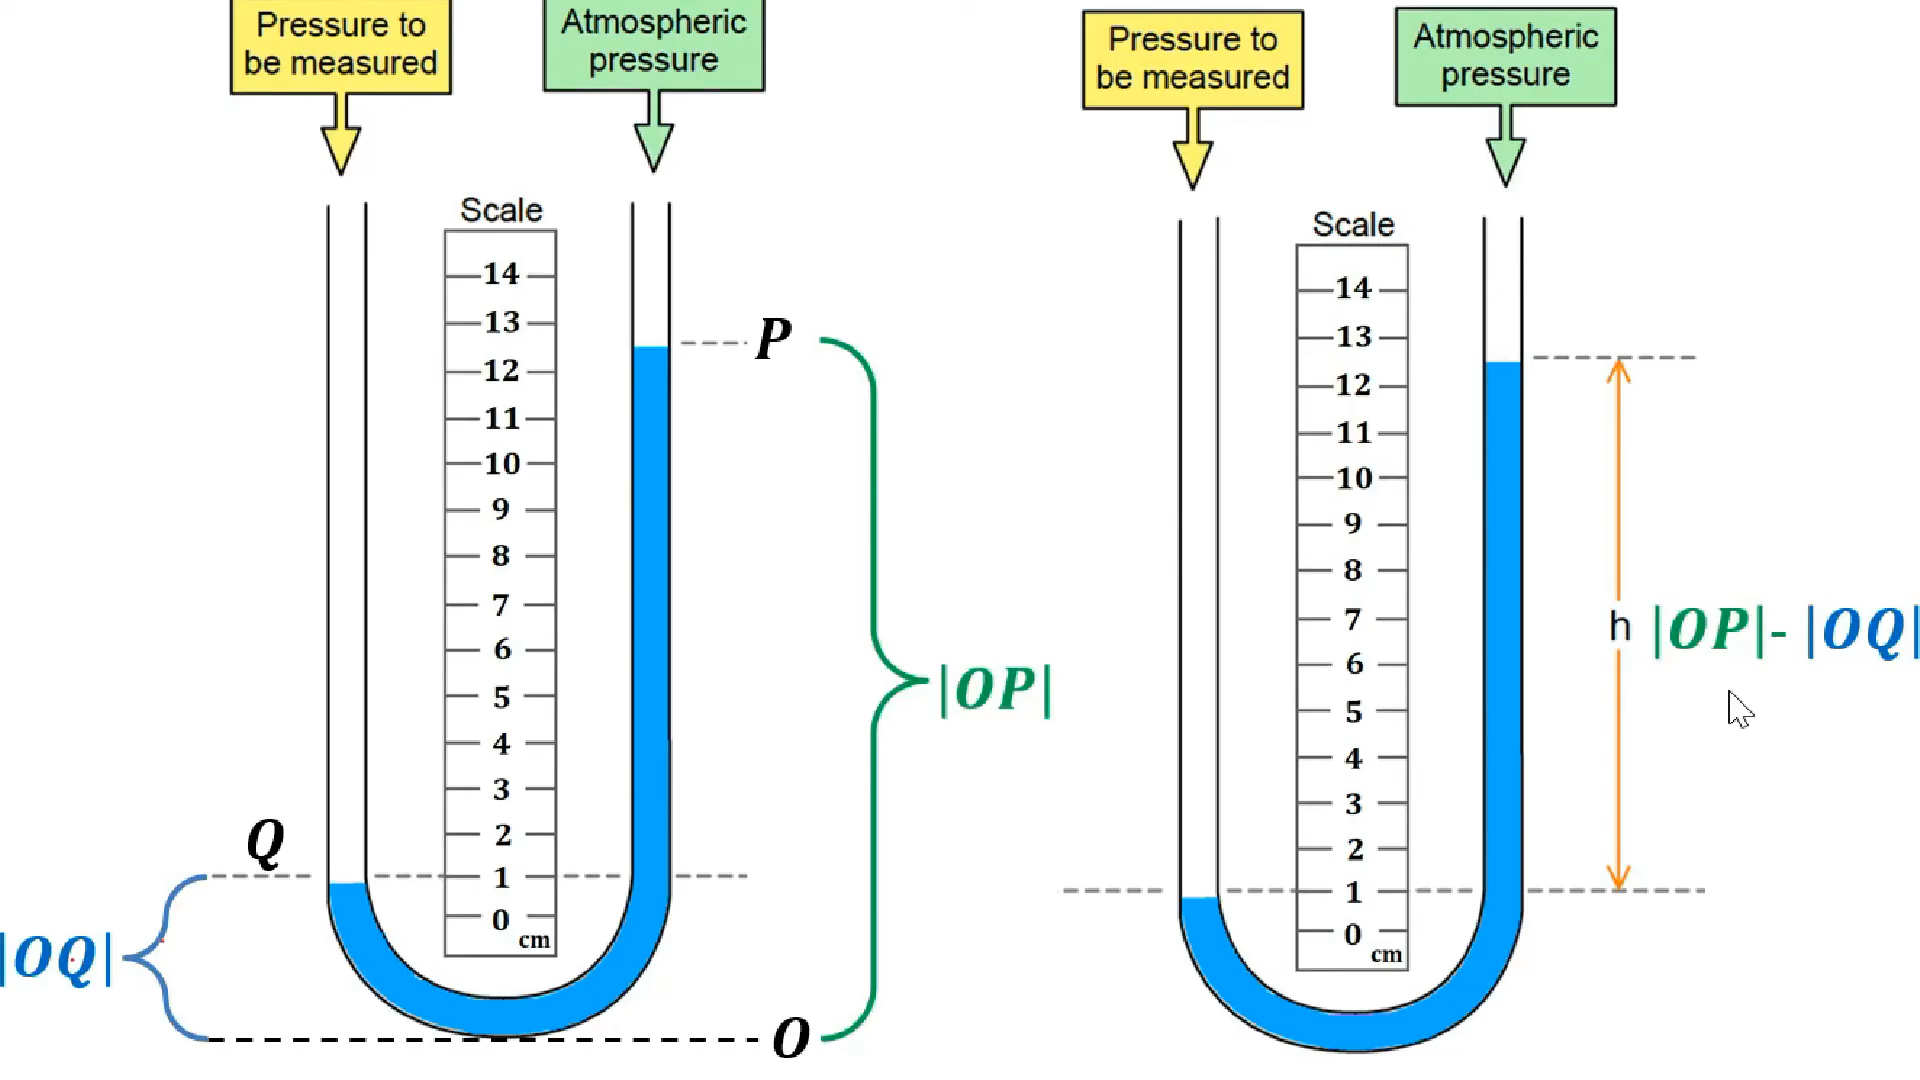 Pressure to
be measured
Atmospheric
pressure
Scale
14
13
12
11
10
9
8
7
6
5
4
3
2
1
0
cm
P
|OP|
Q
|OQ|
O
Pressure to
be measured
Atmospheric
pressure
Scale
14
13
12
11
10
9
8
7
6
5
4
3
2
1
0
cm
h |OP|- |OQ|